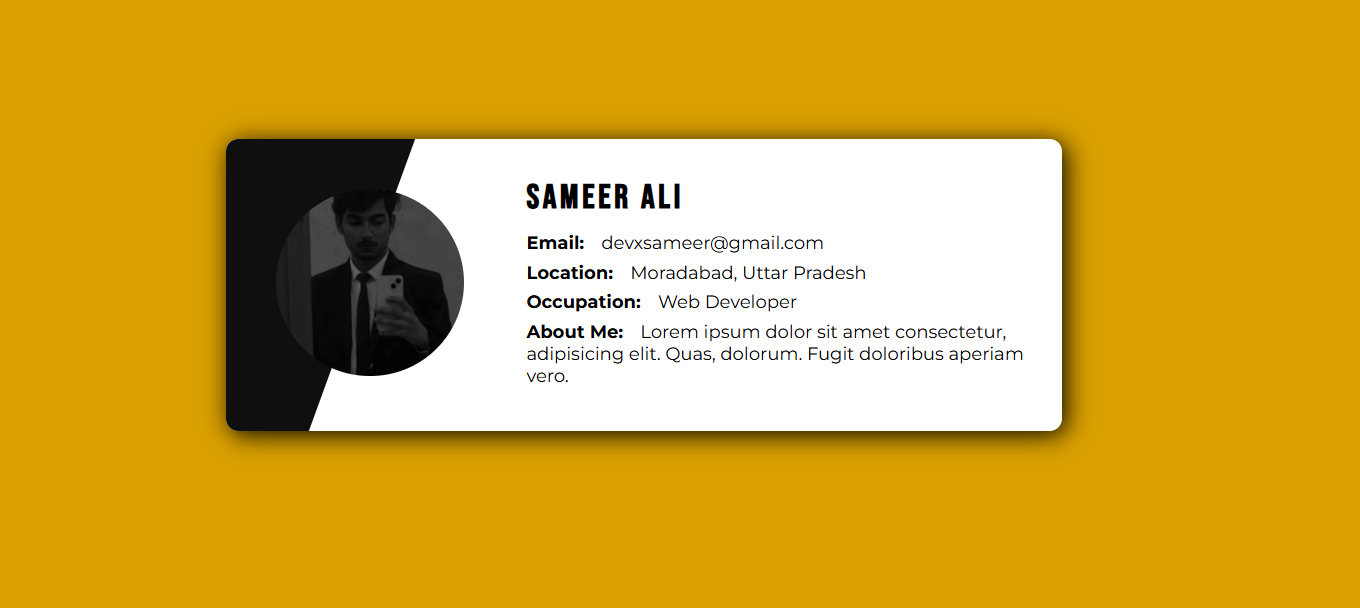 SAMEER ALI
Email: devxsameer@gmail.com
Location: Moradabad, Uttar Pradesh
Occupation: Web Developer
About Me: Lorem ipsum dolor sit amet consectetur,
adipisicing elit. Quas, dolorum. Fugit doloribus aperiam
vero.